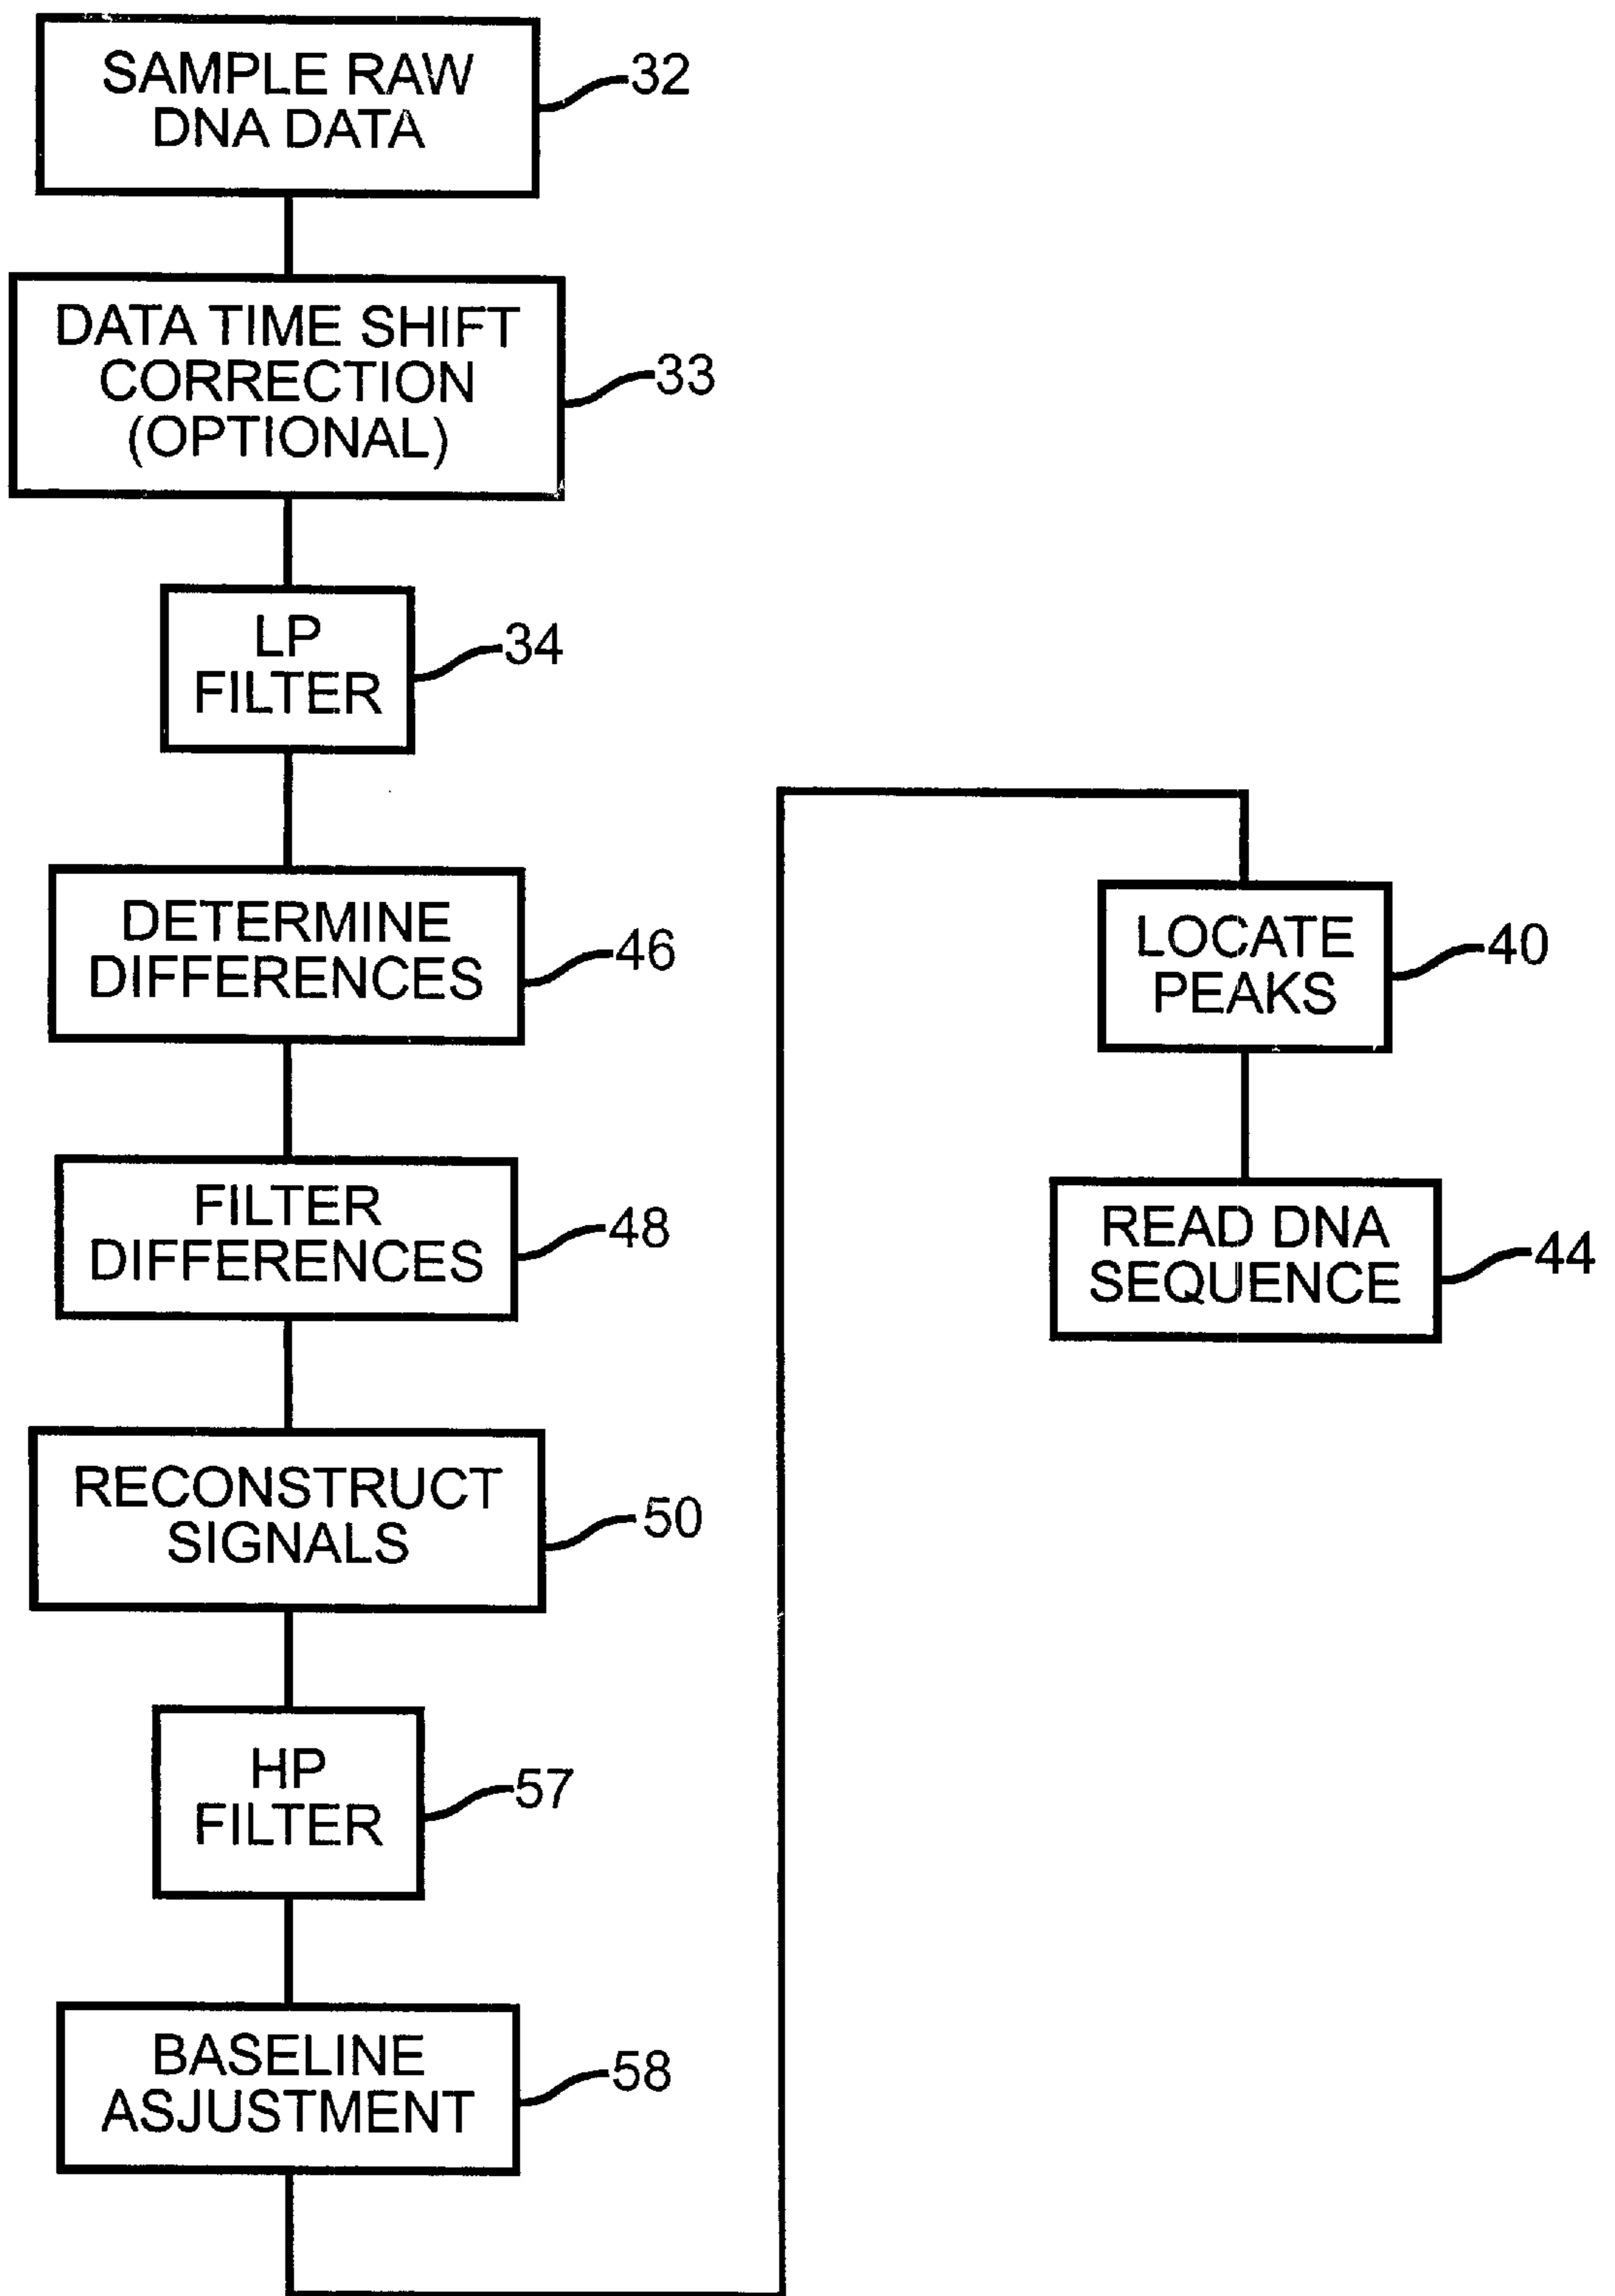 SAMPLE RAW
DNA DATA
32
DATA TIME SHIFT
CORRECTION
(OPTIONAL)
33
LP
FILTER
34
DETERMINE
DIFFERENCES
46
FILTER
DIFFERENCES
48
RECONSTRUCT
SIGNALS
50
HP
FILTER
57
BASELINE
ASJUSTMENT
58
LOCATE
PEAKS
40
READ DNA
SEQUENCE
44